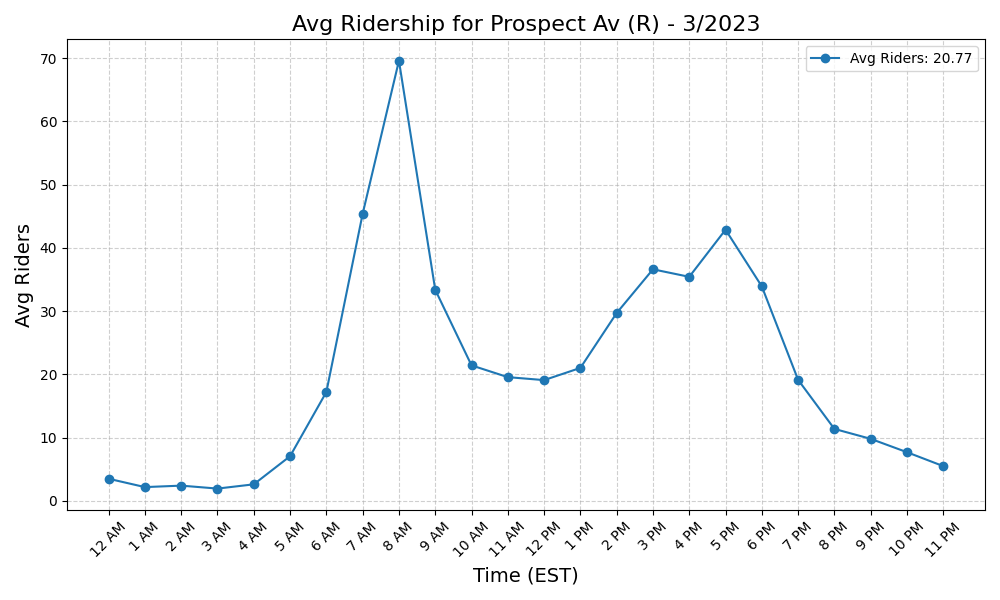 Avg Ridership for Prospect Av (R) - 3/2023
Avg Riders: 20.77
Avg Riders
70
60
50
40
30
20
10
0
12 AM
1 AM
2 AM
3 AM
4 AM
5 AM
6 AM
7 AM
8 AM
9 AM
10 AM
11 AM
12 PM
1 PM
2 PM
3 PM
4 PM
5 PM
6 PM
7 PM
8 PM
9 PM
10 PM
11 PM
Time (EST)